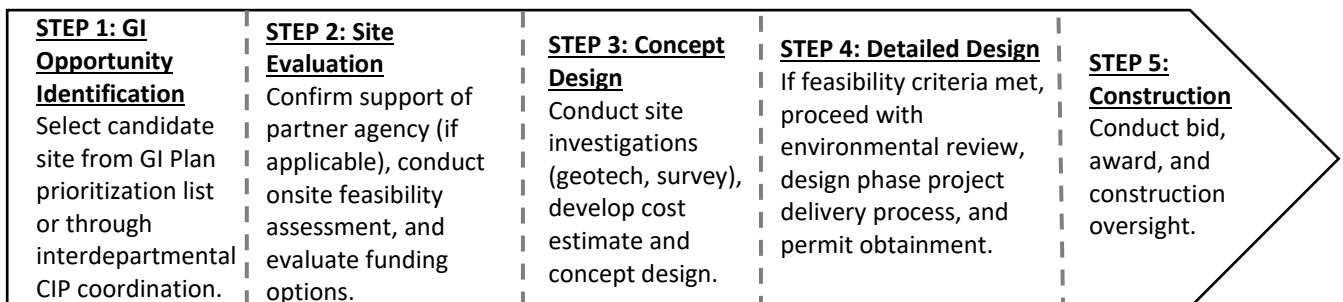 STEP 1: GI
Opportunity
Identification
Select candidate
site from GI Plan
prioritization list
or through
interdepartmental
CIP coordination.
STEP 2: Site
Evaluation
Confirm support of
partner agency (if
applicable), conduct
onsite feasibility
assessment, and
evaluate funding
options.
STEP 3: Concept
Design
Conduct site
investigations
(geotech, survey),
develop cost
estimate and
concept design.
STEP 4: Detailed Design
If feasibility criteria met,
proceed with
environmental review,
design phase project
delivery process, and
permit obtainment.
STEP 5:
Construction
Conduct bid,
award, and
construction
oversight.